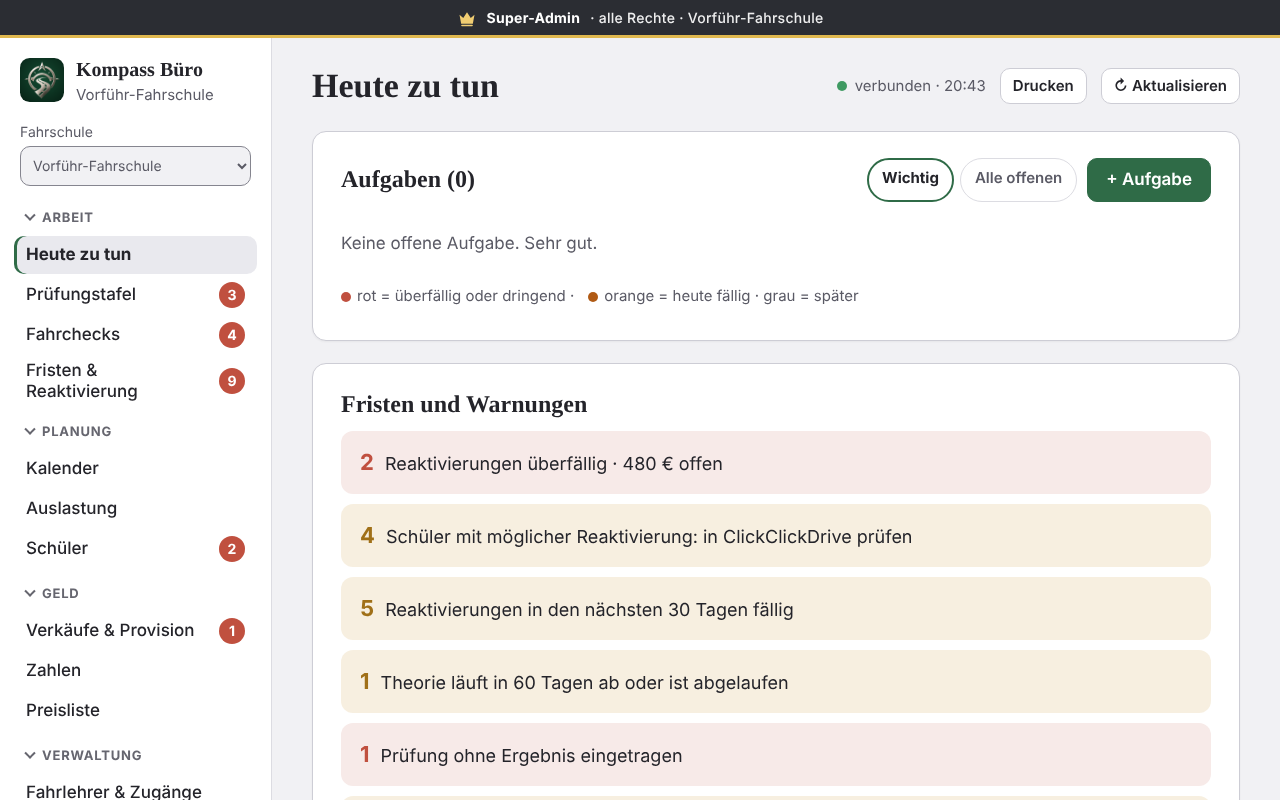 Super-Admin · alle Rechte · Vorführ-Fahrschule
Kompass Büro
Vorführ-Fahrschule
Fahrschule
Vorführ-Fahrschule
ARBEIT
Heute zu tun
Prüfungstafel 3
Fahrchecks 4
Fristen &
Reaktivierung 9
PLANUNG
Kalender
Auslastung
Schüler 2
GELD
Verkäufe & Provision 1
Zahlen
Preisliste
VERWALTUNG
Fahrlehrer & Zugänge
Heute zu tun
verbunden · 20:43
Drucken
↻ Aktualisieren
Aufgaben (0)
Wichtig
Alle offenen
+ Aufgabe
Keine offene Aufgabe. Sehr gut.
rot = überfällig oder dringend · orange = heute fällig · grau = später
Fristen und Warnungen
2 Reaktivierungen überfällig · 480 € offen
4 Schüler mit möglicher Reaktivierung: in ClickClickDrive prüfen
5 Reaktivierungen in den nächsten 30 Tagen fällig
1 Theorie läuft in 60 Tagen ab oder ist abgelaufen
1 Prüfung ohne Ergebnis eingetragen